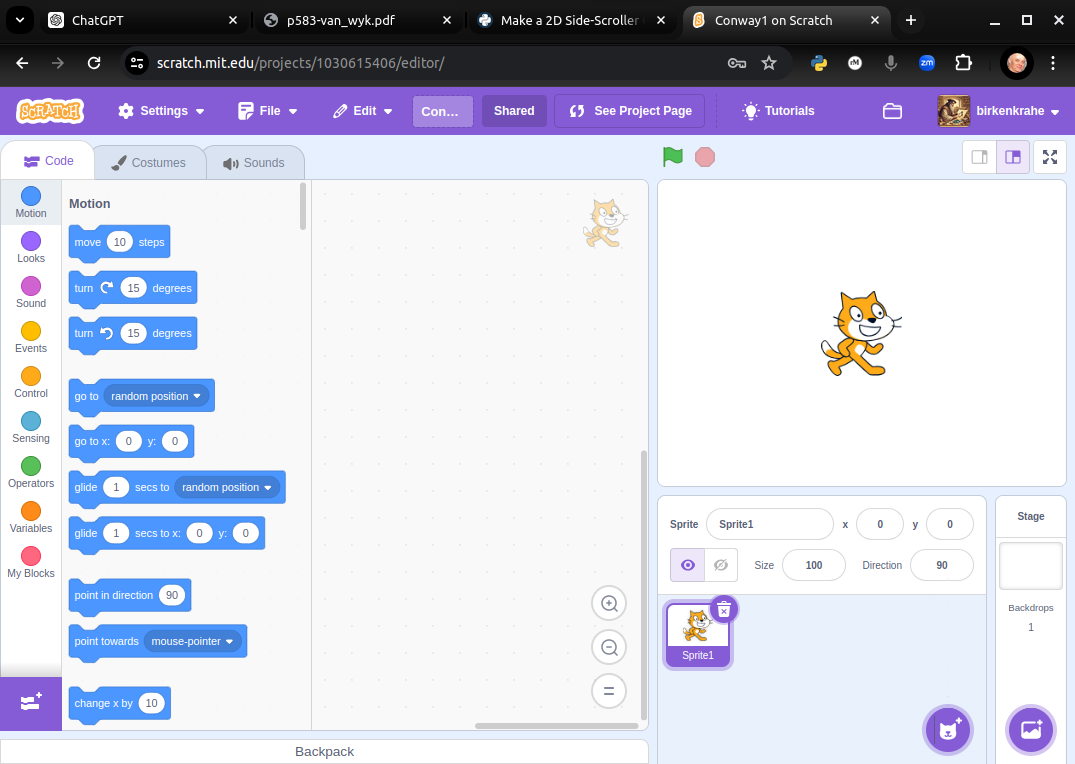 ChatGPT
p583-van_wyk.pdf
Make a 2D Side-Scroller
Conway1 on Scratch
scratch.mit.edu/projects/1030615406/editor/
rM
zm
SCRATCH
Settings
File
Edit
Con...
Shared
See Project Page
Tutorials
birkenkrahe
Code
Costumes
Sounds
Motion
Looks
Sound
Events
Control
Sensing
Operators
Variables
My Blocks
Motion
move 10 steps
turn 15 degrees
turn 15 degrees
go to random position
go to x: 0 y: 0
glide 1 secs to random position
glide 1 secs to x: 0 y: 0
point in direction 90
point towards mouse-pointer
change x by 10
Backpack
Sprite Sprite1 x 0 y 0
Size 100 Direction 90
Sprite1
Stage
Backdrops
1